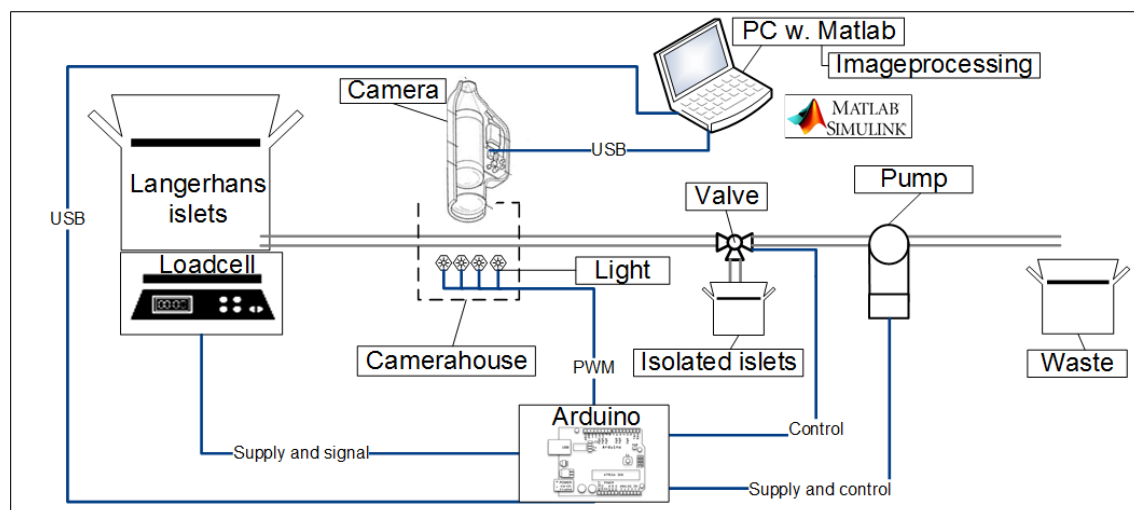 PC w. Matlab
Imageprocessing
Camera
MATLAB
SIMULINK®
USB
Langerhans
islets
Pump
Valve
USB
Loadcell
Light
Camerahouse
Isolated islets
Waste
PWM
Arduino
Control
Supply and signal
Supply and control